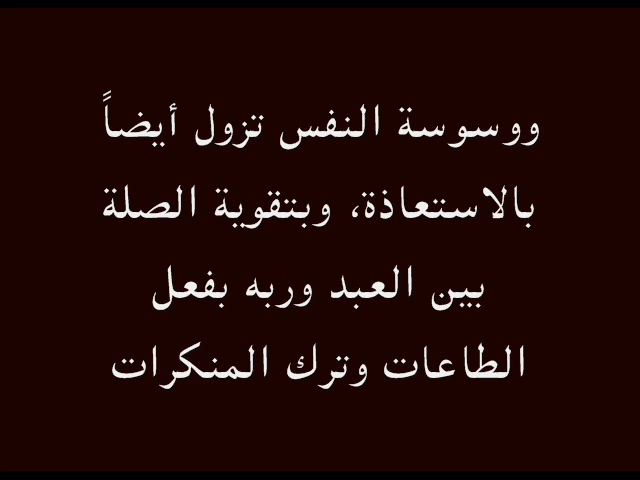 ووسوسة النفس تزول أيضاً
بالاستعاذة، وبتقوية الصلة
بين العبد وربه بفعل
الطاعات وترك المنكرات